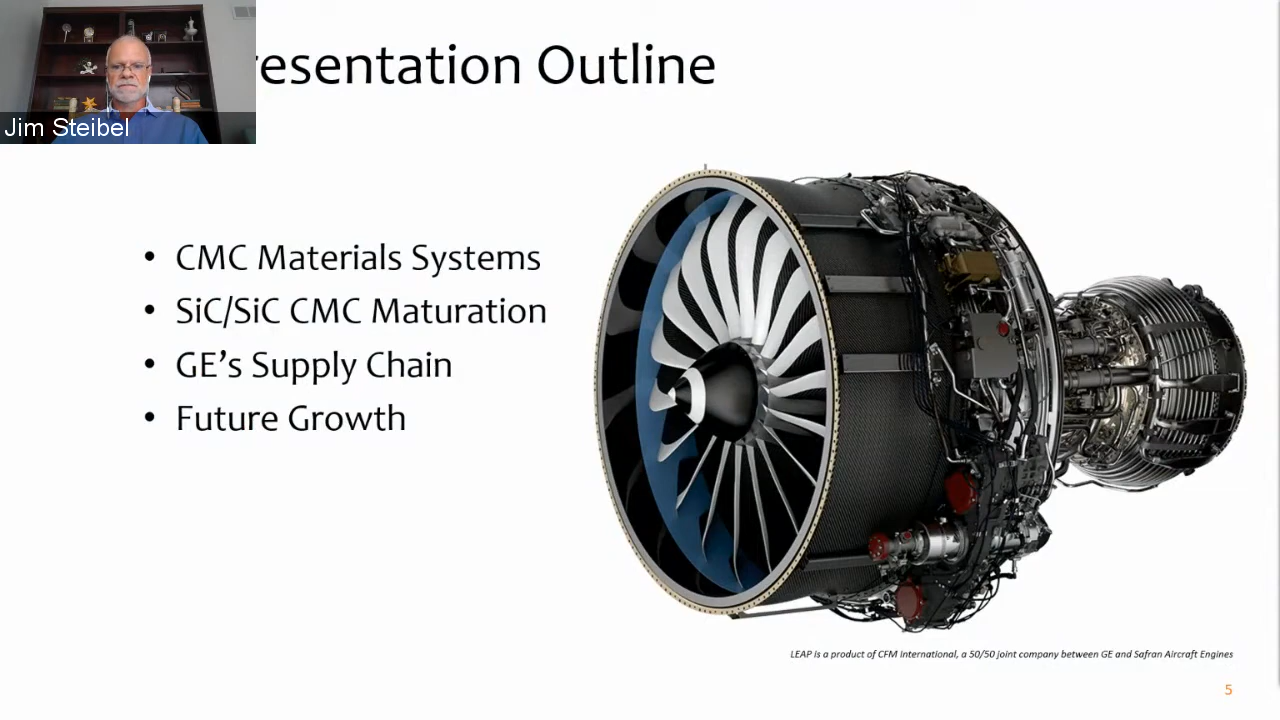 resentation Outline
Jim Steibel
• CMC Materials Systems
• SiC/SiC CMC Maturation
• GE’s Supply Chain
• Future Growth
LEAP is a product of CFM International, a 50/50 joint company between GE and Safran Aircraft Engines
5